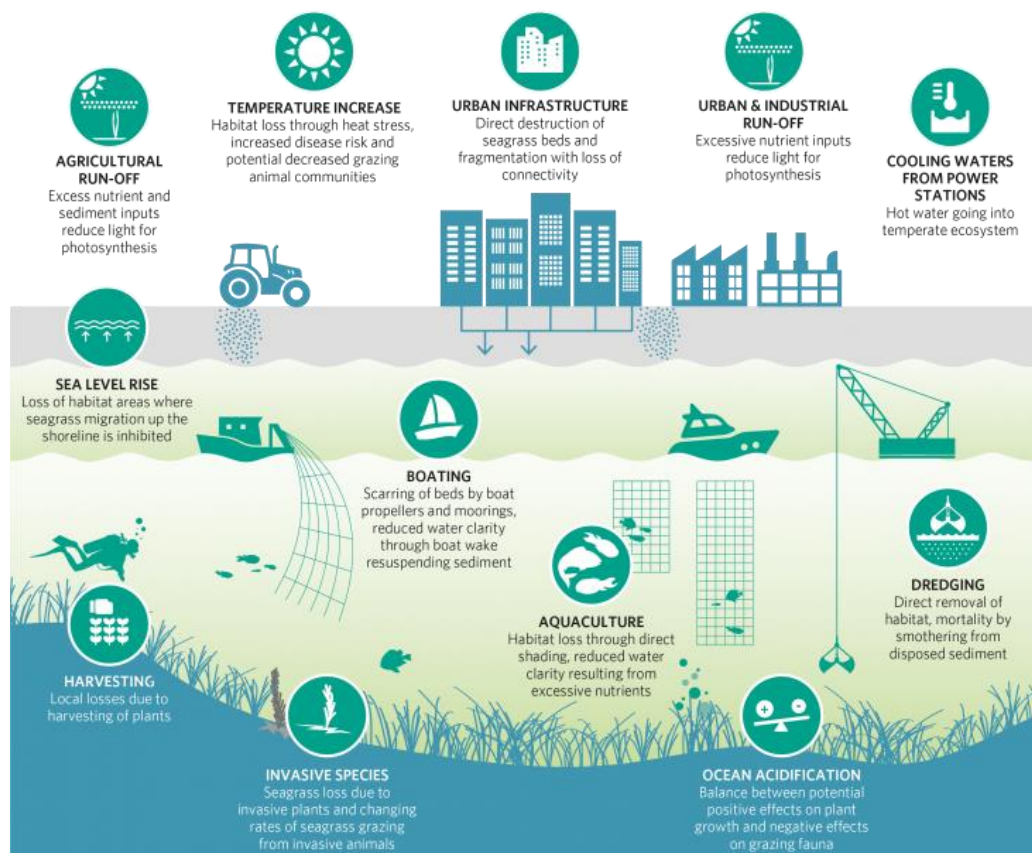 AGRICULTURAL
RUN-OFF
Excess nutrient and
sediment inputs
reduce light for
photosynthesis
TEMPERATURE INCREASE
Habitat loss through heat stress,
increased disease risk and
potential decreased grazing
animal communities
URBAN INFRASTRUCTURE
Direct destruction of
seagrass beds and
fragmentation with loss of
connectivity
URBAN & INDUSTRIAL
RUN-OFF
Excessive nutrient inputs
reduce light for
photosynthesis
COOLING WATERS
FROM POWER
STATIONS
Hot water going into
temperate ecosystem
SEA LEVEL RISE
Loss of habitat areas where
seagrass migration up the
shoreline is inhibited
BOATING
Scarring of beds by boat
propellers and moorings,
reduced water clarity
through boat wake
resuspending sediment
AQUACULTURE
Habitat loss through direct
shading, reduced water
clarity resulting from
excessive nutrients
DREDGING
Direct removal of
habitat, mortality by
smothering from
disposed sediment
HARVESTING
Local losses due to
harvesting of plants
INVASIVE SPECIES
Seagrass loss due to
invasive plants and changing
rates of seagrass grazing
from invasive animals
OCEAN ACIDIFICATION
Balance between potential
positive effects on plant
growth and negative effects
on grazing fauna